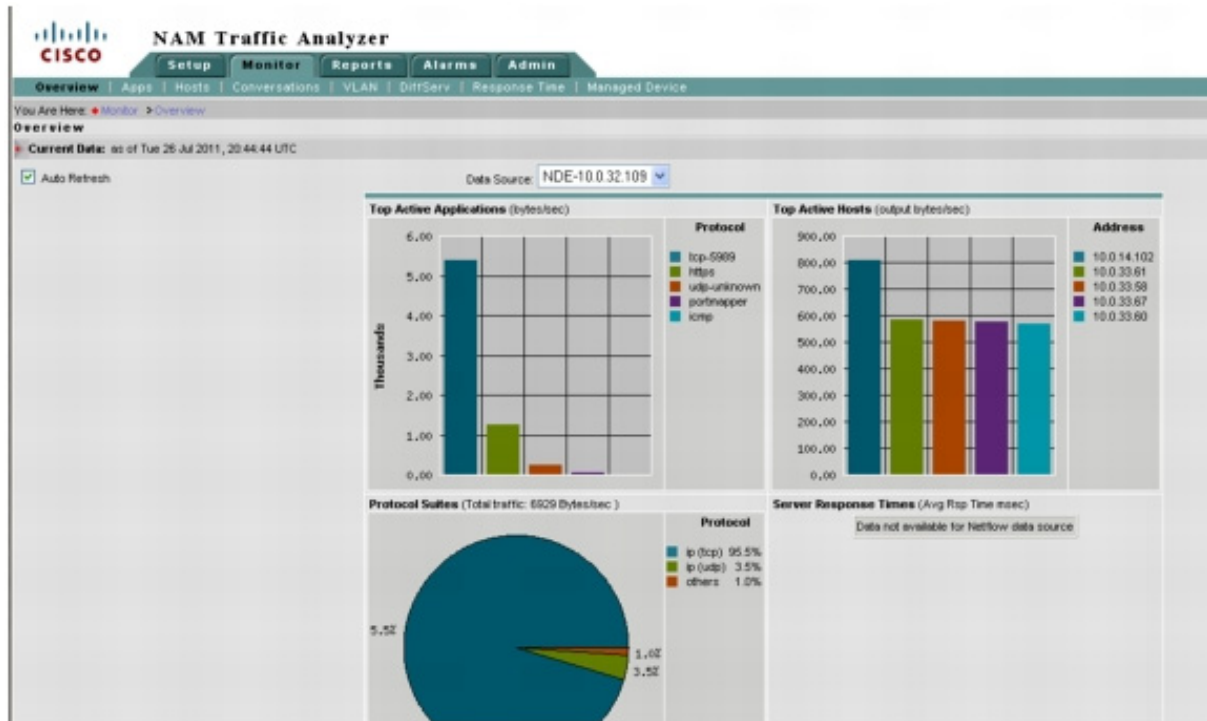 CISCO
NAM Traffic Analyzer
Setup Monitor Reports Alarms Admin
Overview | Apps | Hosts | Conversations | VLAN | DiffServ | Response Time | Managed Device
You Are Here: Monitor > Overview
Overview
Current Data: as of Tue 26 Jul 2011, 20:44:44 UTC
Auto Refresh
Data Source: NDE-10.0.32.109
Top Active Applications (bytes/sec)
6.00
5.00
4.00
3.00
2.00
1.00
0.00
Thousands
Protocol
tcp-5989
https
udp-unknown
portmapper
icmp
Top Active Hosts (output bytes/sec)
900.00
800.00
700.00
600.00
500.00
400.00
300.00
200.00
100.00
0.00
Address
10.0.14.102
10.0.33.61
10.0.33.58
10.0.33.67
10.0.33.60
Protocol Suites (Total traffic: 6929 Bytes/sec )
Protocol
ip (tcp) 95.5%
ip (udp) 3.5%
others 1.0%
5.5%
1.0%
3.5%
Server Response Times (Avg Rsp Time msec)
Data not available for Netflow data source